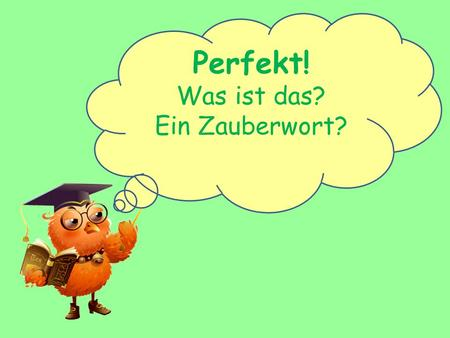 Perfekt!
Was ist das?
Ein Zauberwort?